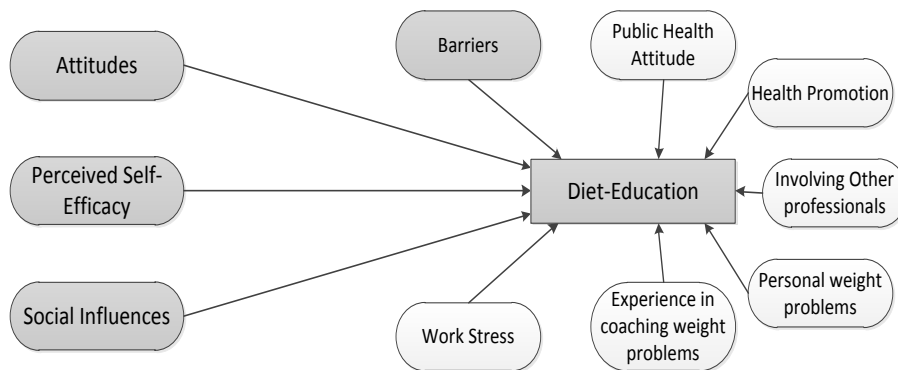 Attitudes
Barriers
Public Health
Attitude
Health Promotion
Perceived Self-
Efficacy
Diet-Education
Involving Other
professionals
Social Influences
Work Stress
Experience in
coaching weight
problems
Personal weight
problems